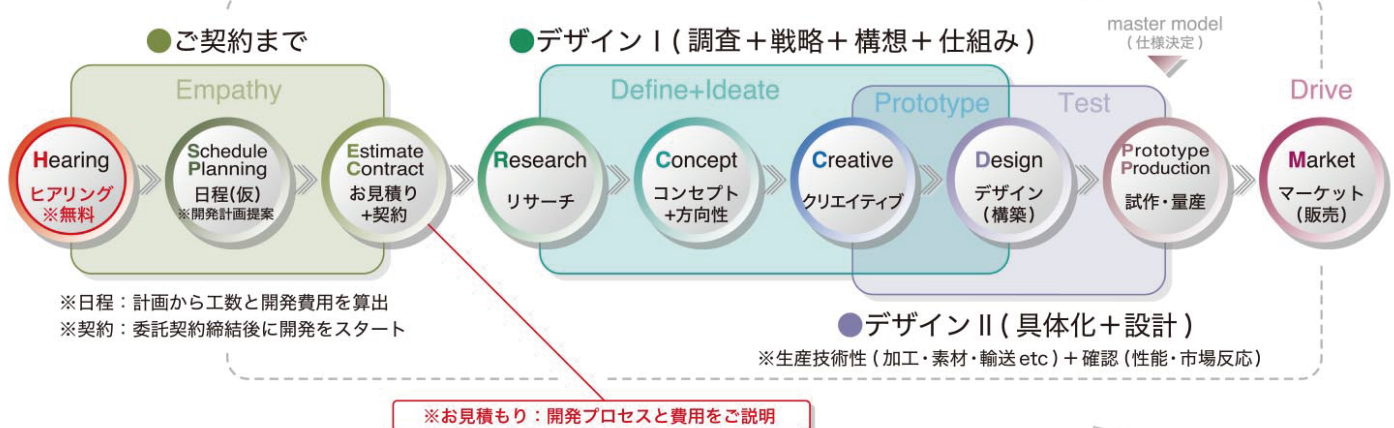 ●ご契約まで
●デザインⅠ(調査＋戦略＋構想＋仕組み)
master model
(仕様決定)
Empathy
Define+Ideate
Prototype
Test
Drive
Hearing
ヒアリング
※無料
Schedule
Planning
日程(仮)
※開発計画提案
Estimate
Contract
お見積り
+契約
Research
リサーチ
Concept
コンセプト
+方向性
Creative
クリエイティブ
Design
デザイン
(構築)
Prototype
Production
試作・量産
Market
マーケット
(販売)
※日程：計画から工数と開発費用を算出
※契約：委託契約締結後に開発をスタート
●デザインⅡ(具体化＋設計)
※生産技術性(加工・素材・輸送etc)＋確認(性能・市場反応)
※お見積もり：開発プロセスと費用をご説明